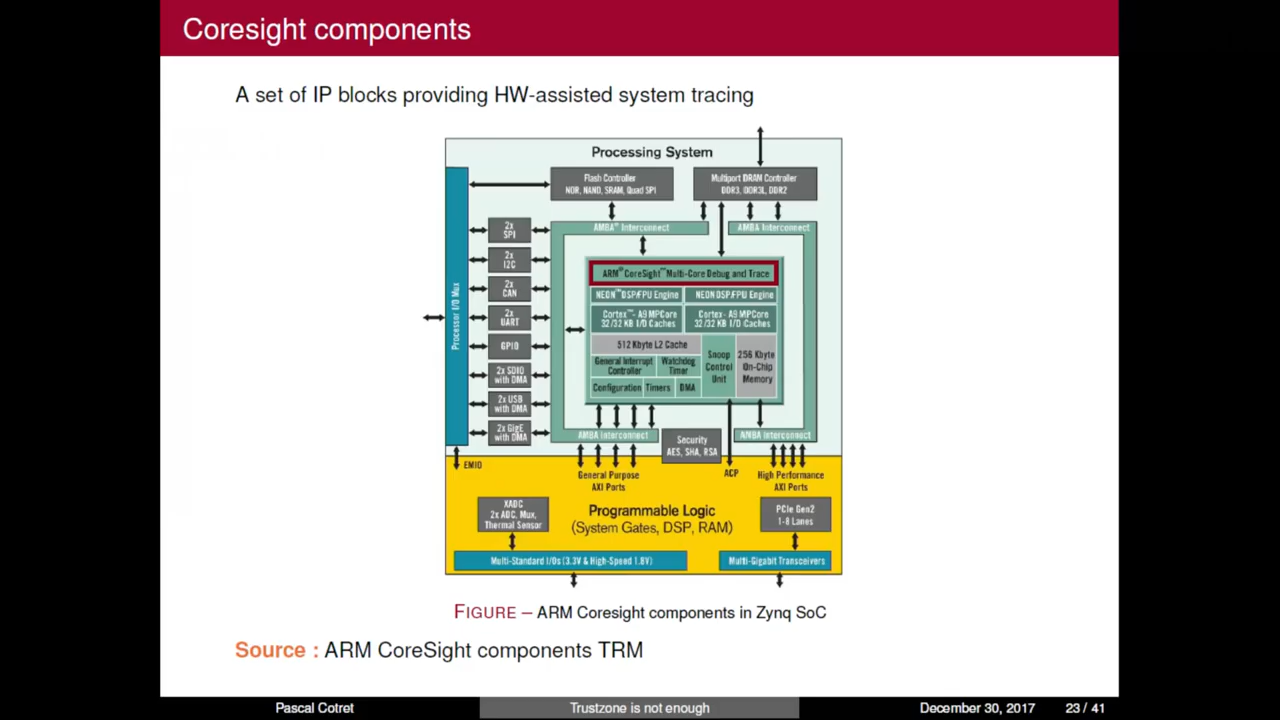 Coresight components
A set of IP blocks providing HW-assisted system tracing
Processing System
Flash Controller
NOR, NAND, SRAM, Quad SPI
Multiport DRAM Controller
DDR3, DDR3L, DDR2
AMBA® Interconnect
AMBA Interconnect
Processor I/O Mux
2x
SPI
2x
I2C
2x
CAN
2x
UART
GPIO
2x SDIO
with DMA
2x USB
with DMA
2x GigE
with DMA
ARM® CoreSight™ Multi-Core Debug and Trace
NEON™ DSP/FPU Engine
NEON DSP/FPU Engine
Cortex™- A9 MPCore
32/32 KB I/D Caches
Cortex- A9 MPCore
32/32 KB I/D Caches
512 Kbyte L2 Cache
General Interrupt
Controller
Watchdog
Timer
Configuration
Timers
DMA
Snoop
Control
Unit
256 Kbyte
On-Chip
Memory
AMBA Interconnect
Security
AES, SHA, RSA
AMBA Interconnect
EMIO
General Purpose
AXI Ports
ACP
High Performance
AXI Ports
XADC
2x ADC, Mux,
Thermal Sensor
Programmable Logic
(System Gates, DSP, RAM)
PCIe Gen2
1-8 Lanes
Multi-Standard I/Os (3.3V & High-Speed 1.8V)
Multi-Gigabit Transceivers
FIGURE – ARM Coresight components in Zynq SoC
Source : ARM CoreSight components TRM
Pascal Cotret
Trustzone is not enough
December 30, 2017
23 / 41